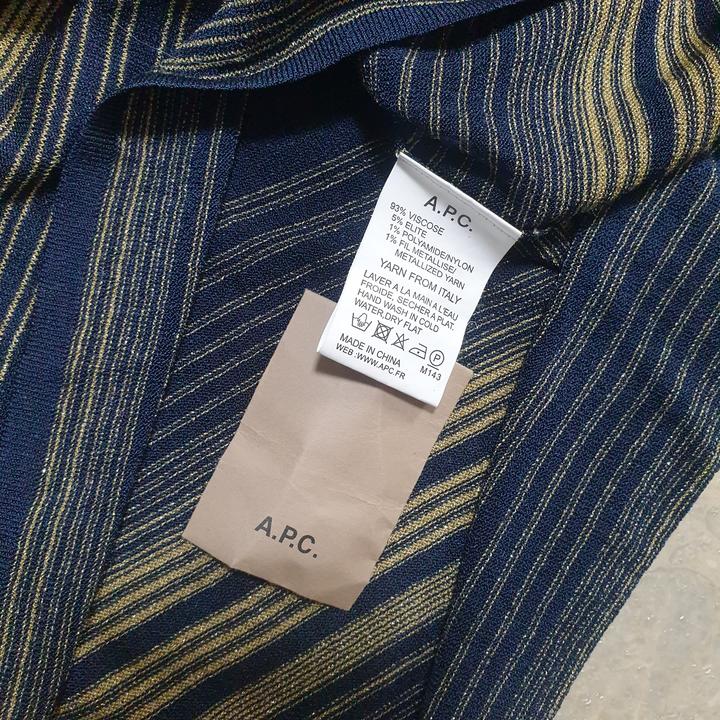 A.P.C.
93% VISCOSE
5% ELITE
1% POLYAMIDE/NYLON
1% FIL METALLISE/
METALLIZED YARN
YARN FROM ITALY
LAVER A LA MAIN A L'EAU
FROIDE, SECHER A PLAT.
HAND WASH IN COLD
WATER, DRY FLAT
MADE IN CHINA
WEB :WWW.APC.FR
M143
A.P.C.